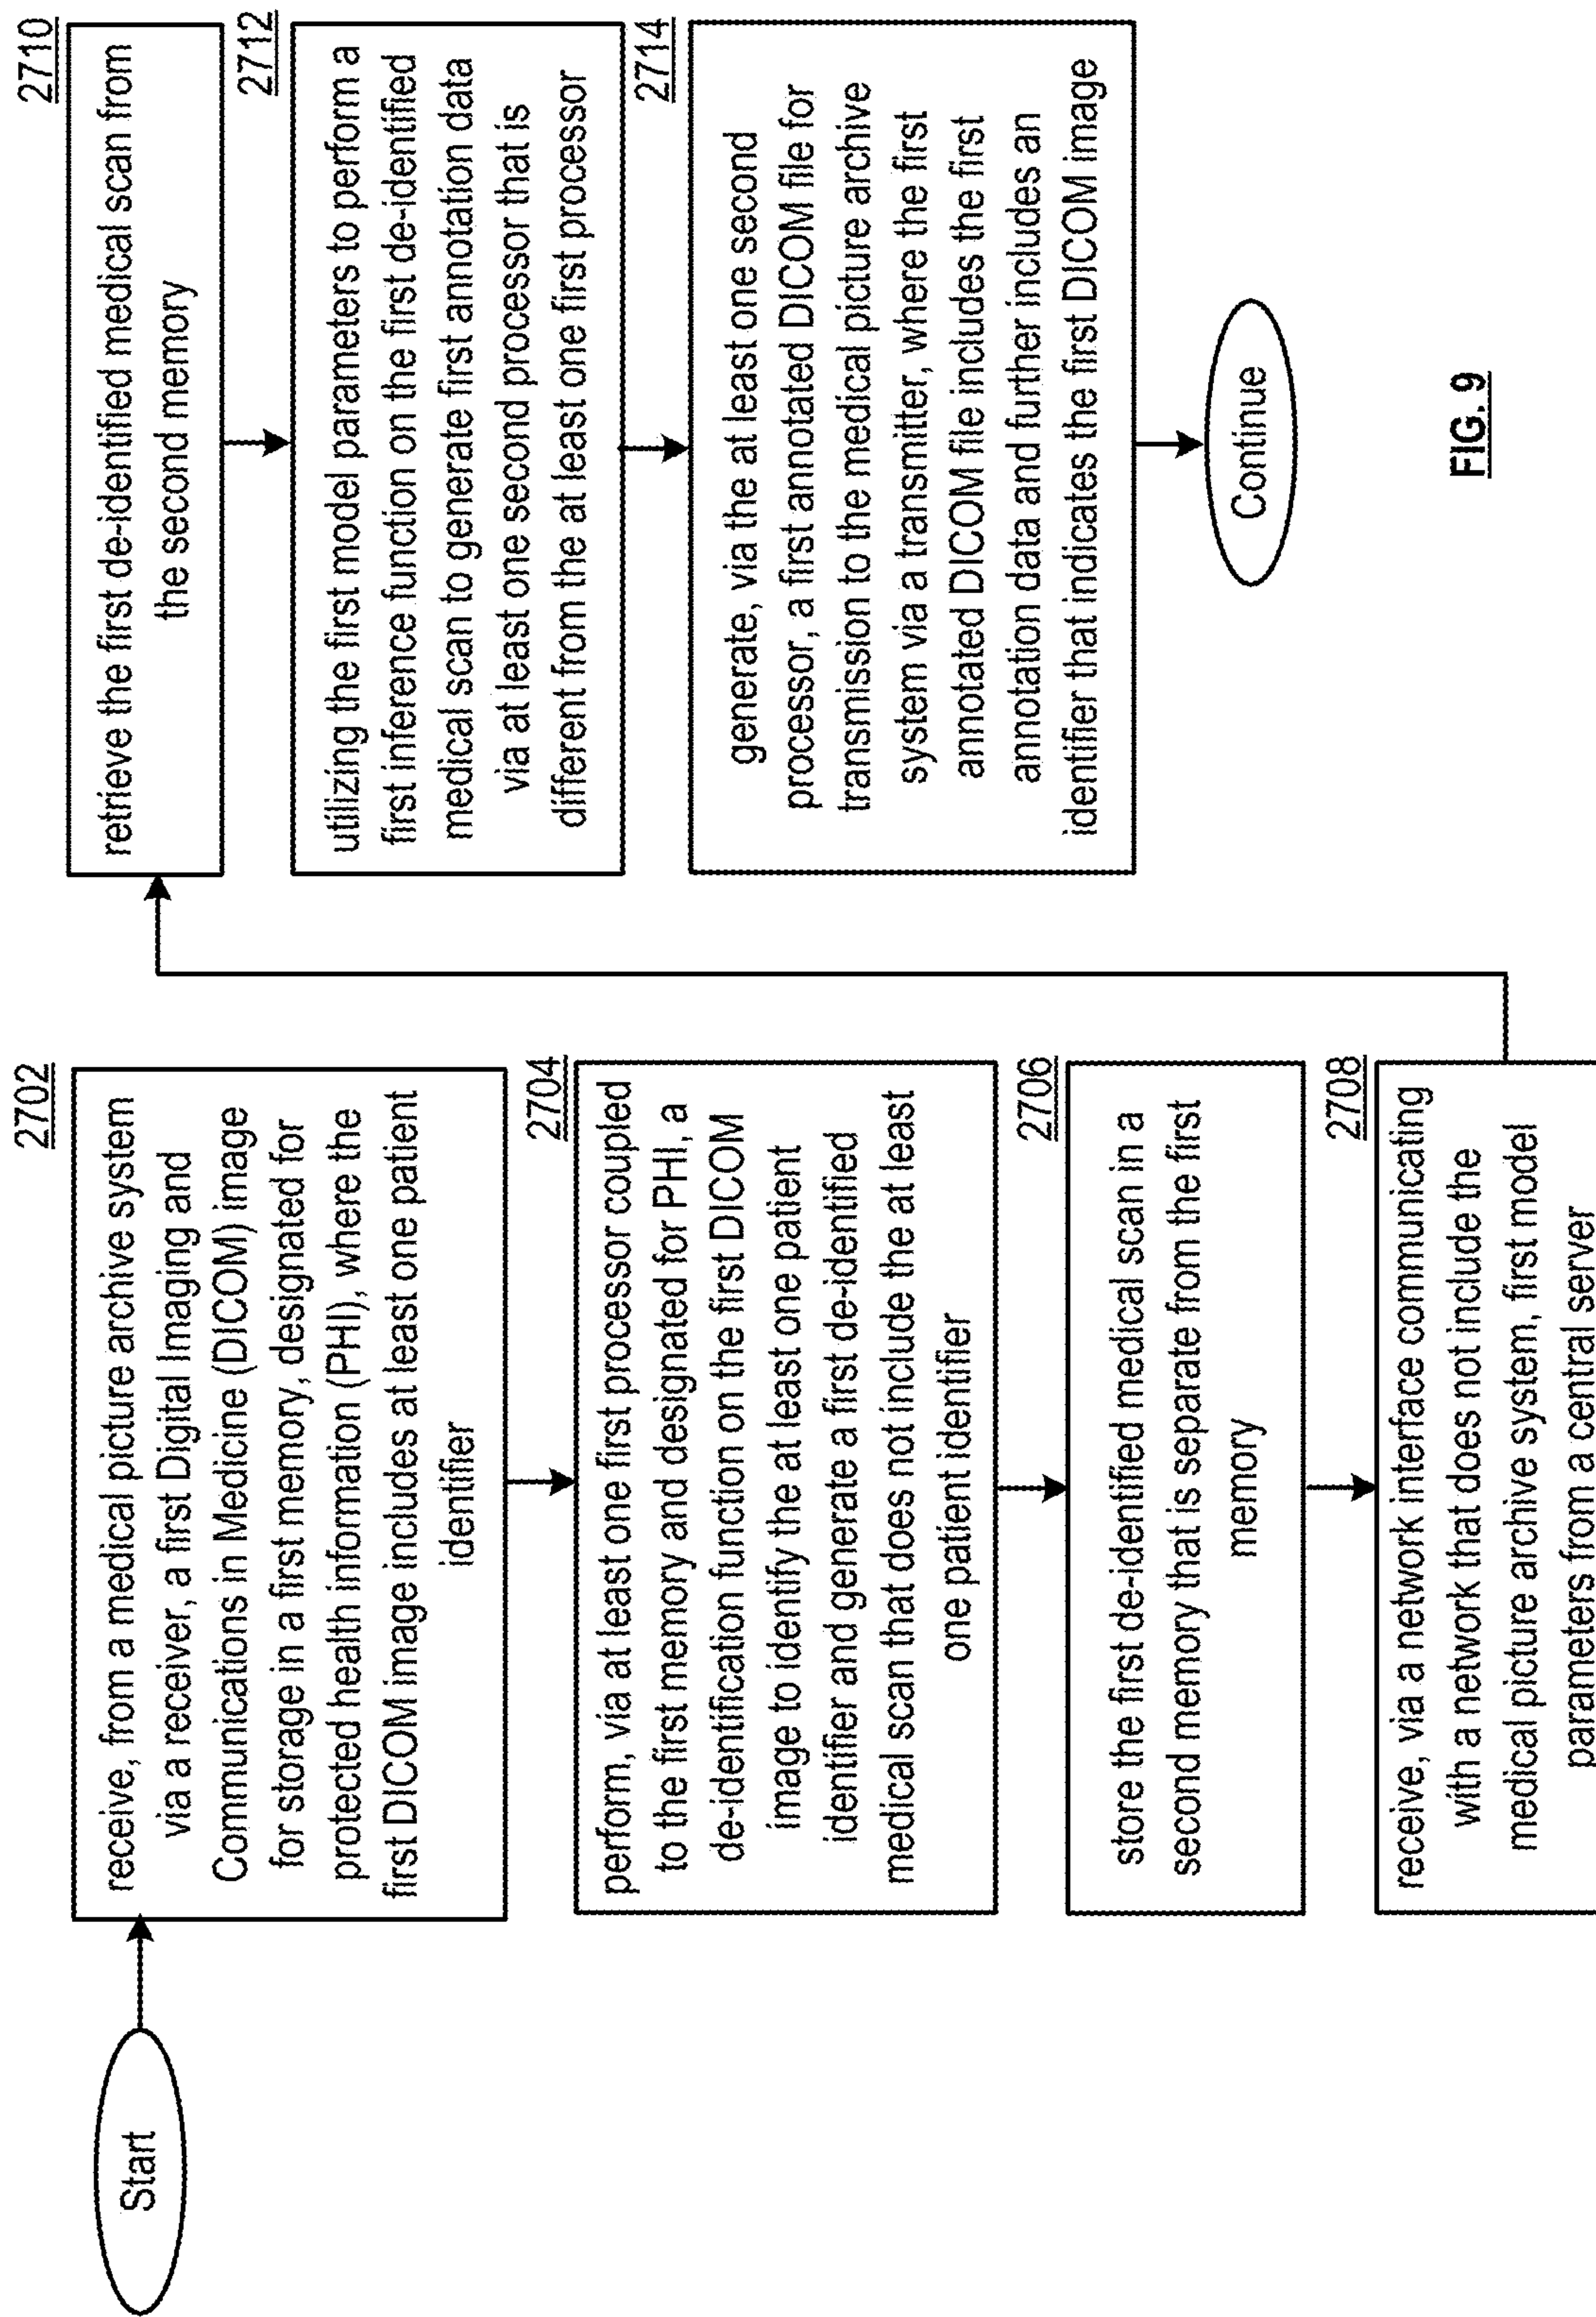 Start
2702
receive, from a medical picture archive system
via a receiver, a first Digital Imaging and
Communications in Medicine (DICOM) image
for storage in a first memory, designated for
protected health information (PHI), where the
first DICOM image includes at least one patient
identifier
2704
perform, via at least one first processor coupled
to the first memory and designated for PHI, a
de-identification function on the first DICOM
image to identify the at least one patient
identifier and generate a first de-identified
medical scan that does not include the at least
one patient identifier
2706
store the first de-identified medical scan in a
second memory that is separate from the first
memory
2708
receive, via a network interface communicating
with a network that does not include the
medical picture archive system, first model
parameters from a central server
2710
retrieve the first de-identified medical scan from
the second memory
2712
utilizing the first model parameters to perform a
first inference function on the first de-identified
medical scan to generate first annotation data
via at least one second processor that is
different from the at least one first processor
2714
generate, via the at least one second
processor, a first annotated DICOM file for
transmission to the medical picture archive
system via a transmitter, where the first
annotated DICOM file includes the first
annotation data and further includes an
identifier that indicates the first DICOM image
Continue
FIG. 9